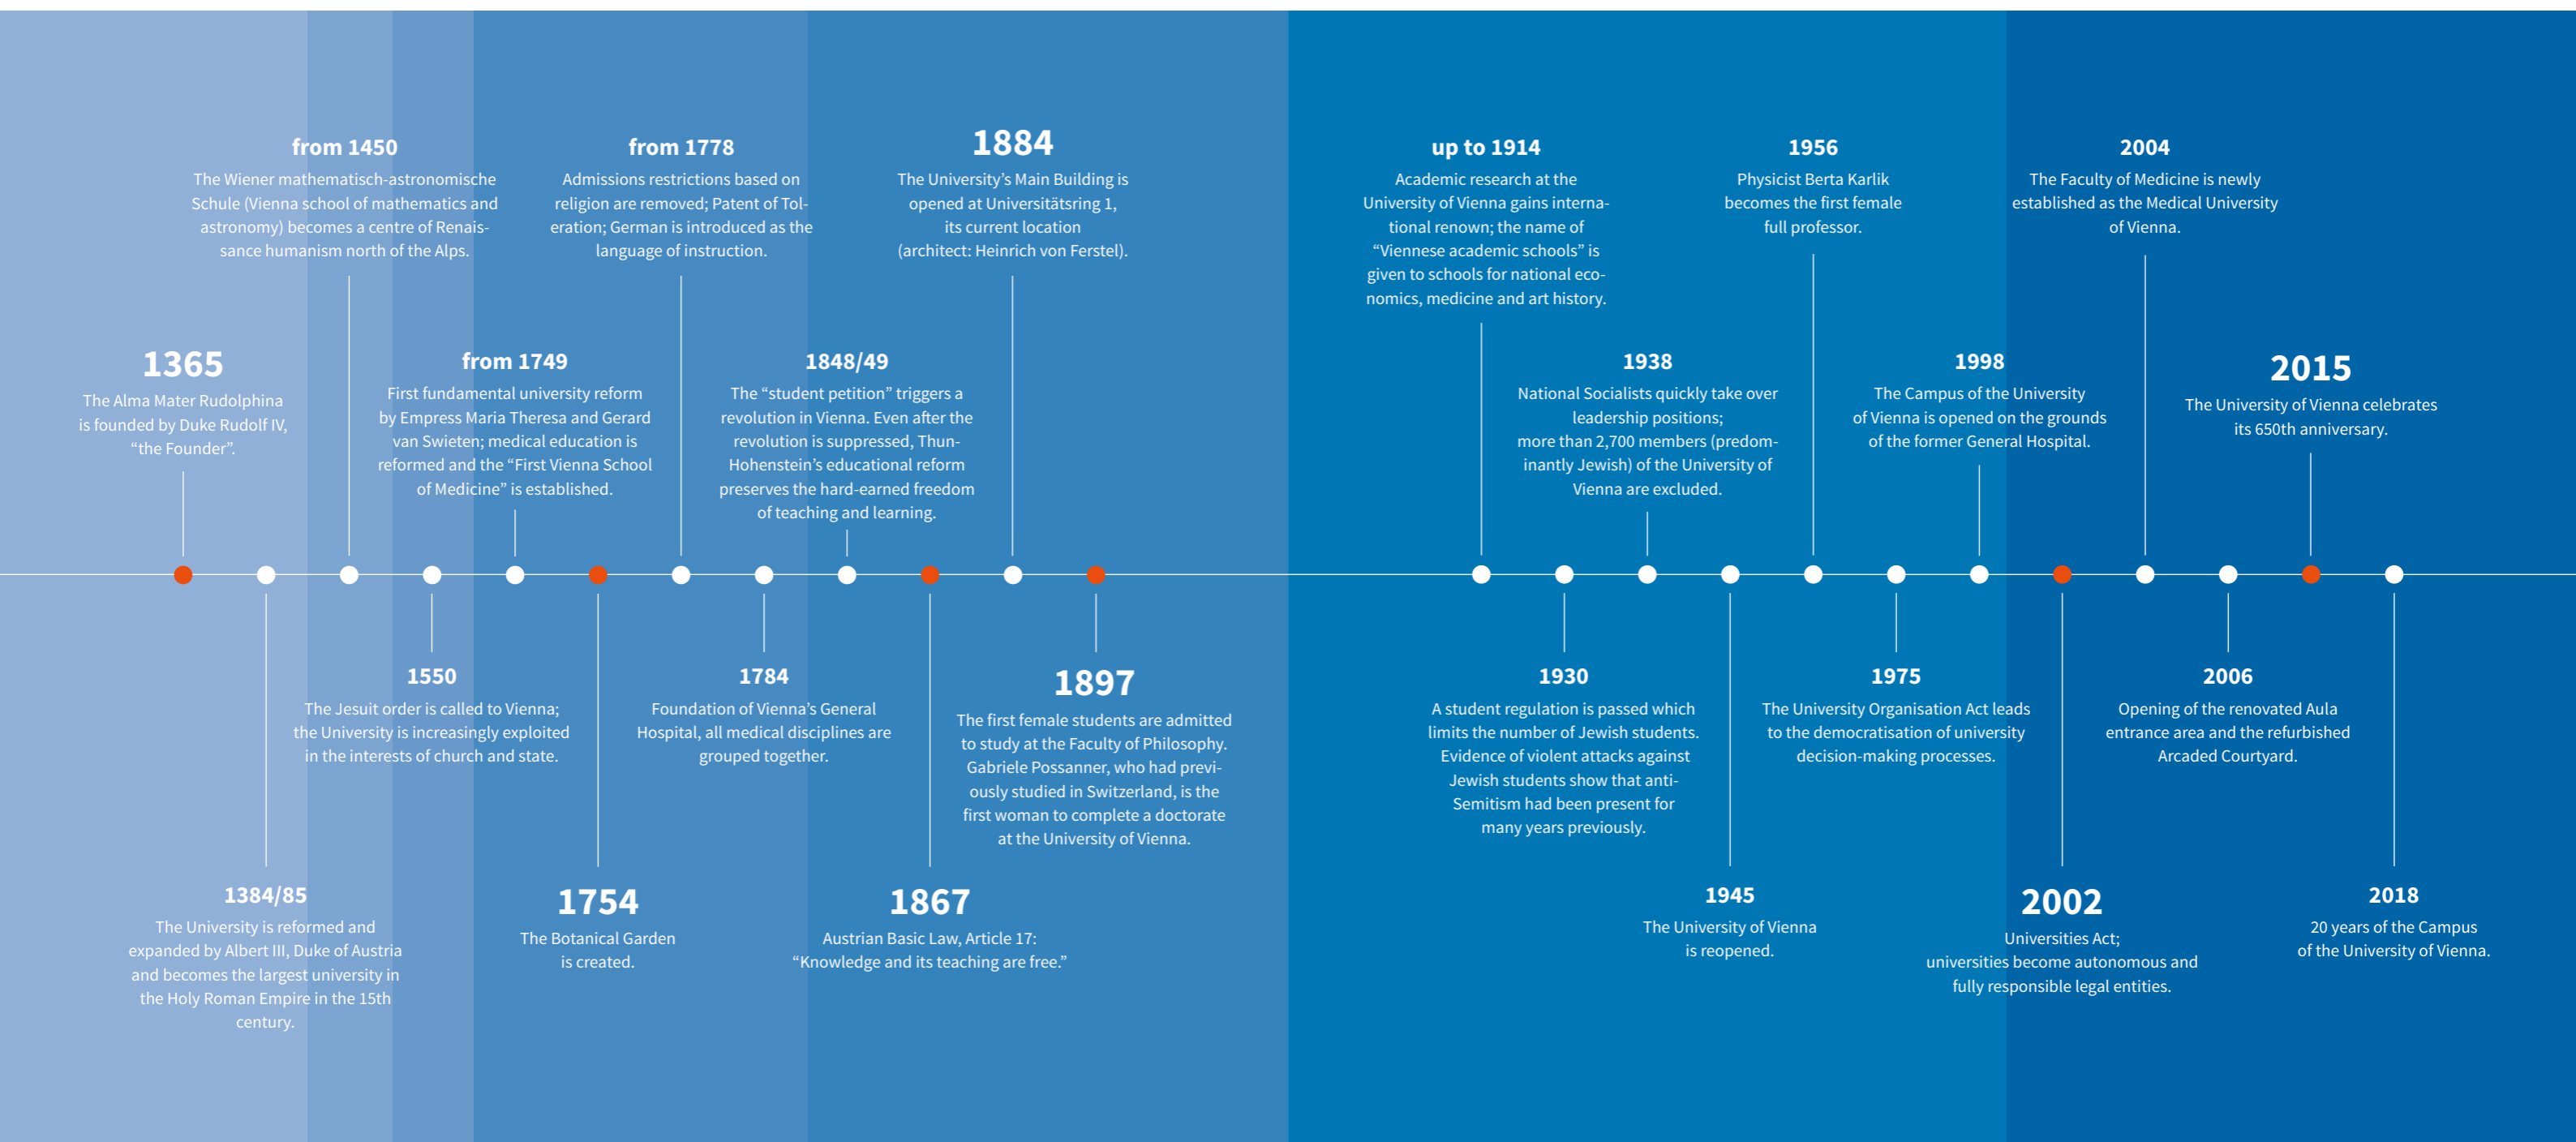 1365
The Alma Mater Rudolphina
is founded by Duke Rudolf IV,
“the Founder”.
1384/85
The University is reformed and
expanded by Albert III, Duke of Austria
and becomes the largest university in
the Holy Roman Empire in the 15th
century.
from 1450
The Wiener mathematisch-astronomische
Schule (Vienna school of mathematics and
astronomy) becomes a centre of Renais-
sance humanism north of the Alps.
1550
The Jesuit order is called to Vienna;
the University is increasingly exploited
in the interests of church and state.
from 1749
First fundamental university reform
by Empress Maria Theresa and Gerard
van Swieten; medical education is
reformed and the “First Vienna School
of Medicine” is established.
1754
The Botanical Garden
is created.
from 1778
Admissions restrictions based on
religion are removed; Patent of Tol-
eration; German is introduced as the
language of instruction.
1784
Foundation of Vienna’s General
Hospital, all medical disciplines are
grouped together.
1848/49
The “student petition” triggers a
revolution in Vienna. Even after the
revolution is suppressed, Thun-
Hohenstein’s educational reform
preserves the hard-earned freedom
of teaching and learning.
1867
Austrian Basic Law, Article 17:
“Knowledge and its teaching are free.”
1884
The University’s Main Building is
opened at Universitätsring 1,
its current location
(architect: Heinrich von Ferstel).
1897
The first female students are admitted
to study at the Faculty of Philosophy.
Gabriele Possanner, who had previ-
ously studied in Switzerland, is the
first woman to complete a doctorate
at the University of Vienna.
up to 1914
Academic research at the
University of Vienna gains interna-
tional renown; the name of
“Viennese academic schools” is
given to schools for national eco-
nomics, medicine and art history.
1930
A student regulation is passed which
limits the number of Jewish students.
Evidence of violent attacks against
Jewish students show that anti-
Semitism had been present for
many years previously.
1938
National Socialists quickly take over
leadership positions;
more than 2,700 members (predom-
inantly Jewish) of the University of
Vienna are excluded.
1945
The University of Vienna
is reopened.
1956
Physicist Berta Karlik
becomes the first female
full professor.
1975
The University Organisation Act leads
to the democratisation of university
decision-making processes.
1998
The Campus of the University
of Vienna is opened on the grounds
of the former General Hospital.
2002
Universities Act;
universities become autonomous and
fully responsible legal entities.
2004
The Faculty of Medicine is newly
established as the Medical University
of Vienna.
2006
Opening of the renovated Aula
entrance area and the refurbished
Arcaded Courtyard.
2015
The University of Vienna celebrates
its 650th anniversary.
2018
20 years of the Campus
of the University of Vienna.